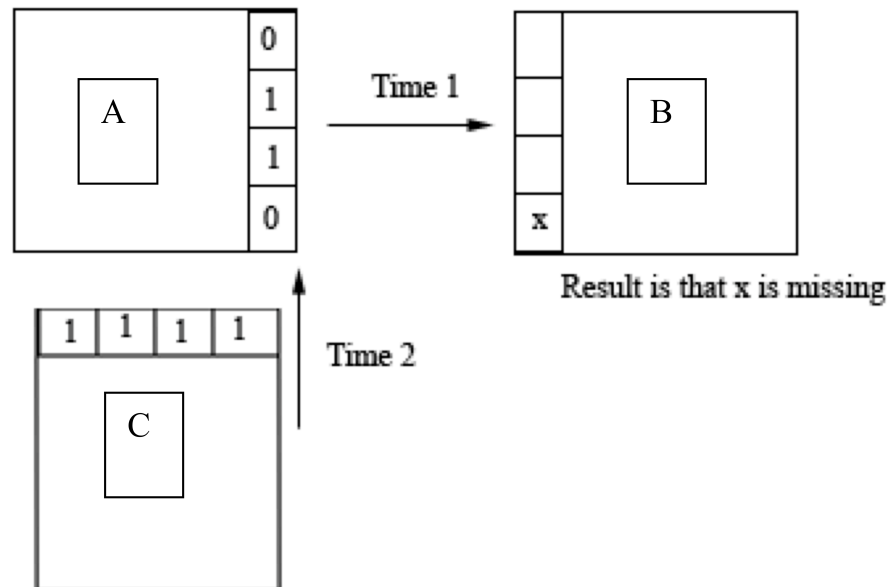 0
1
1
0
A
Time 1
B
x
Result is that x is missing
1 1 1 1
Time 2
C